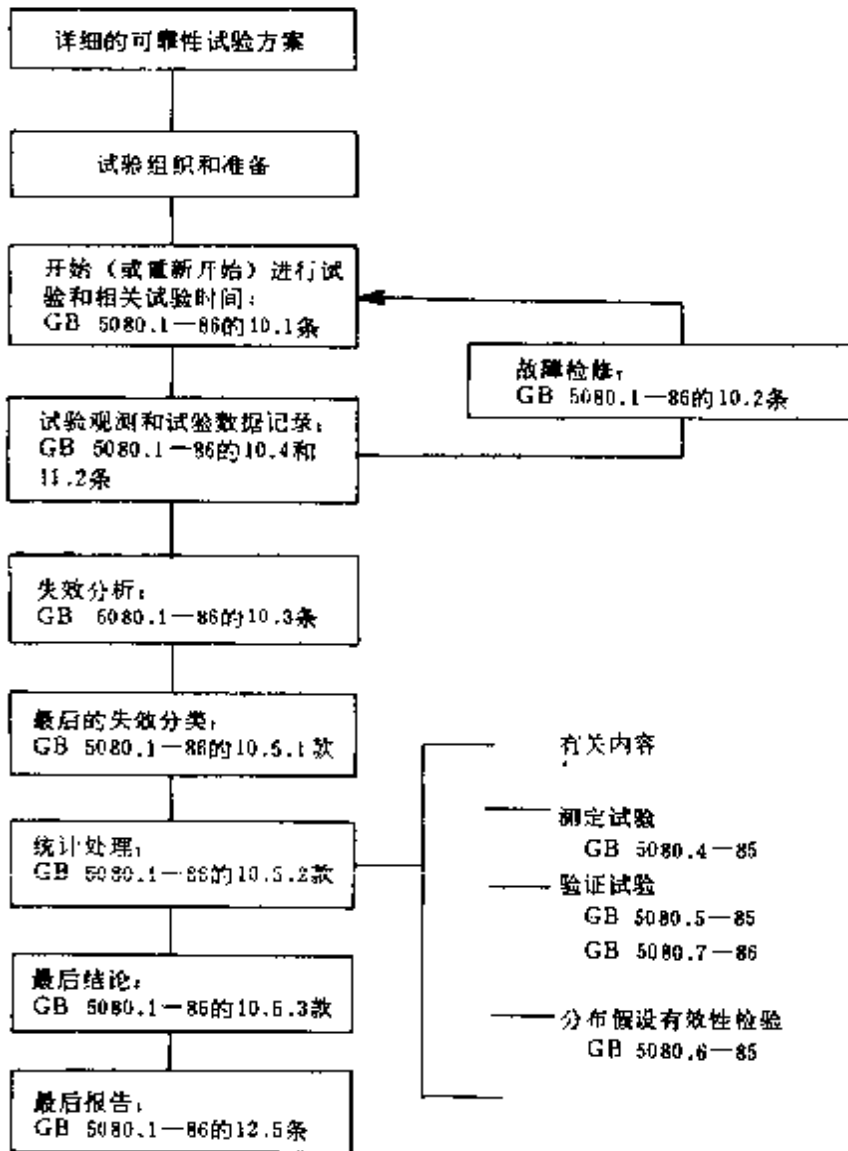 详细的可靠性试验方案
试验组织和准备
开始（或重新开始）进行试
验和相关试验时间：
GB 5080.1—86的10.1条
故障检修：
GB 5080.1—86的10.2条
试验观测和试验数据记录：
GB 5080.1—86的10.4和
11.2条
失效分析：
GB 5080.1—86的10.3条
最后的失效分类：
GB 5080.1—86的10.5.1款
统计处理：
GB 5080.1—86的10.5.2款
最后结论：
GB 5080.1—86的10.5.3款
最后报告：
GB 5080.1—86的12.5条
有关内容
测定试验
GB 5080.4—85
验证试验
GB 5080.5—85
GB 5080.7—86
分布假设有效性检验
GB 5080.6—85